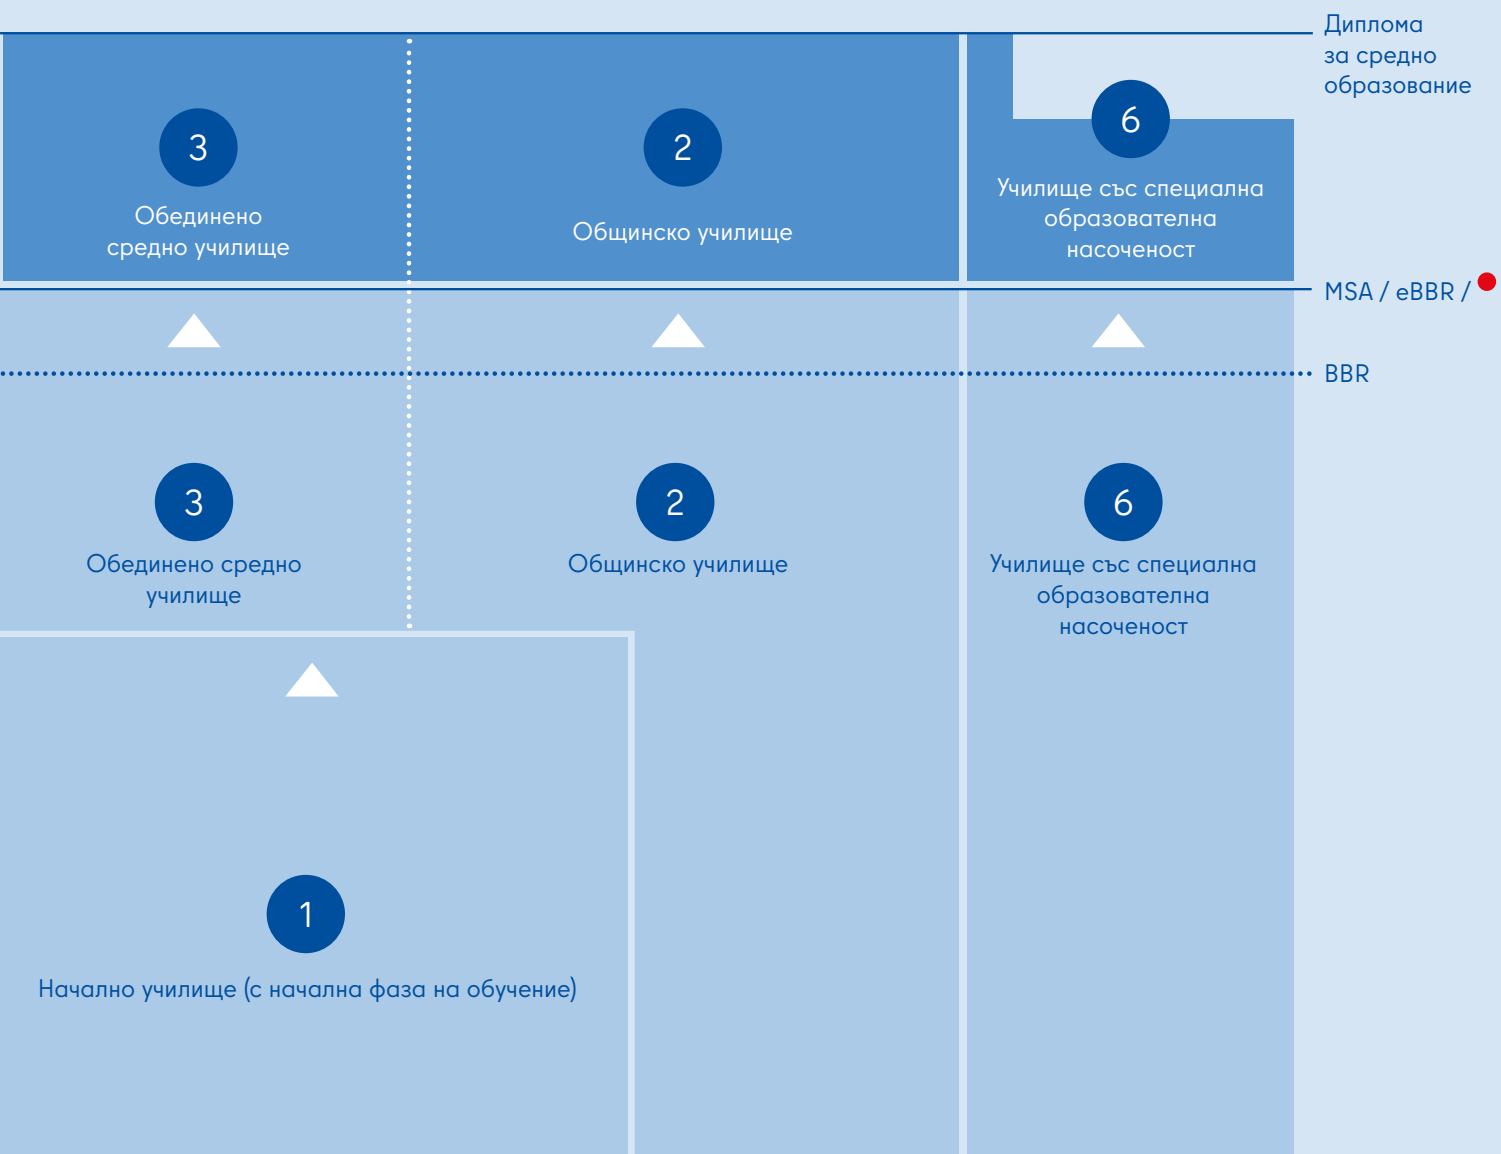 Диплома
за средно
образование
3
Обединено
средно училище
2
Общинско училище
6
Училище със специална
образователна
насоченост
MSA / eBBR /
BBR
3
Обединено средно
училище
2
Общинско училище
6
Училище със специална
образователна
насоченост
1
Начално училище (с начална фаза на обучение)